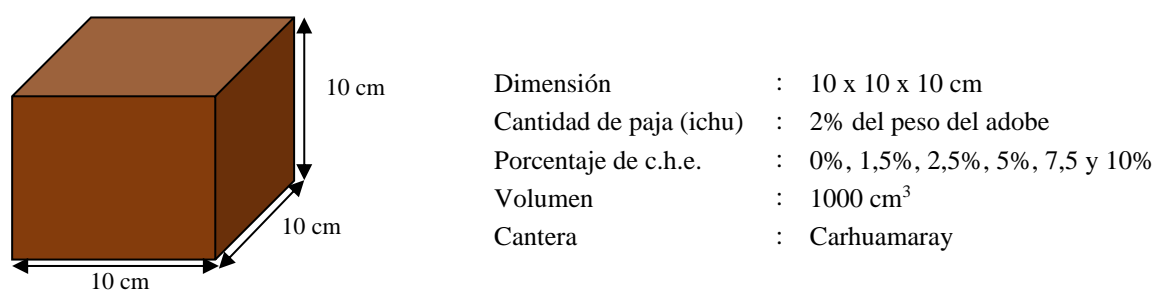 10 cm
10 cm
10 cm
Dimensión : 10 x 10 x 10 cm
Cantidad de paja (ichu) : 2% del peso del adobe
Porcentaje de c.h.e. : 0%, 1,5%, 2,5%, 5%, 7,5 y 10%
Volumen : 1000 cm³
Cantera : Carhuamaray